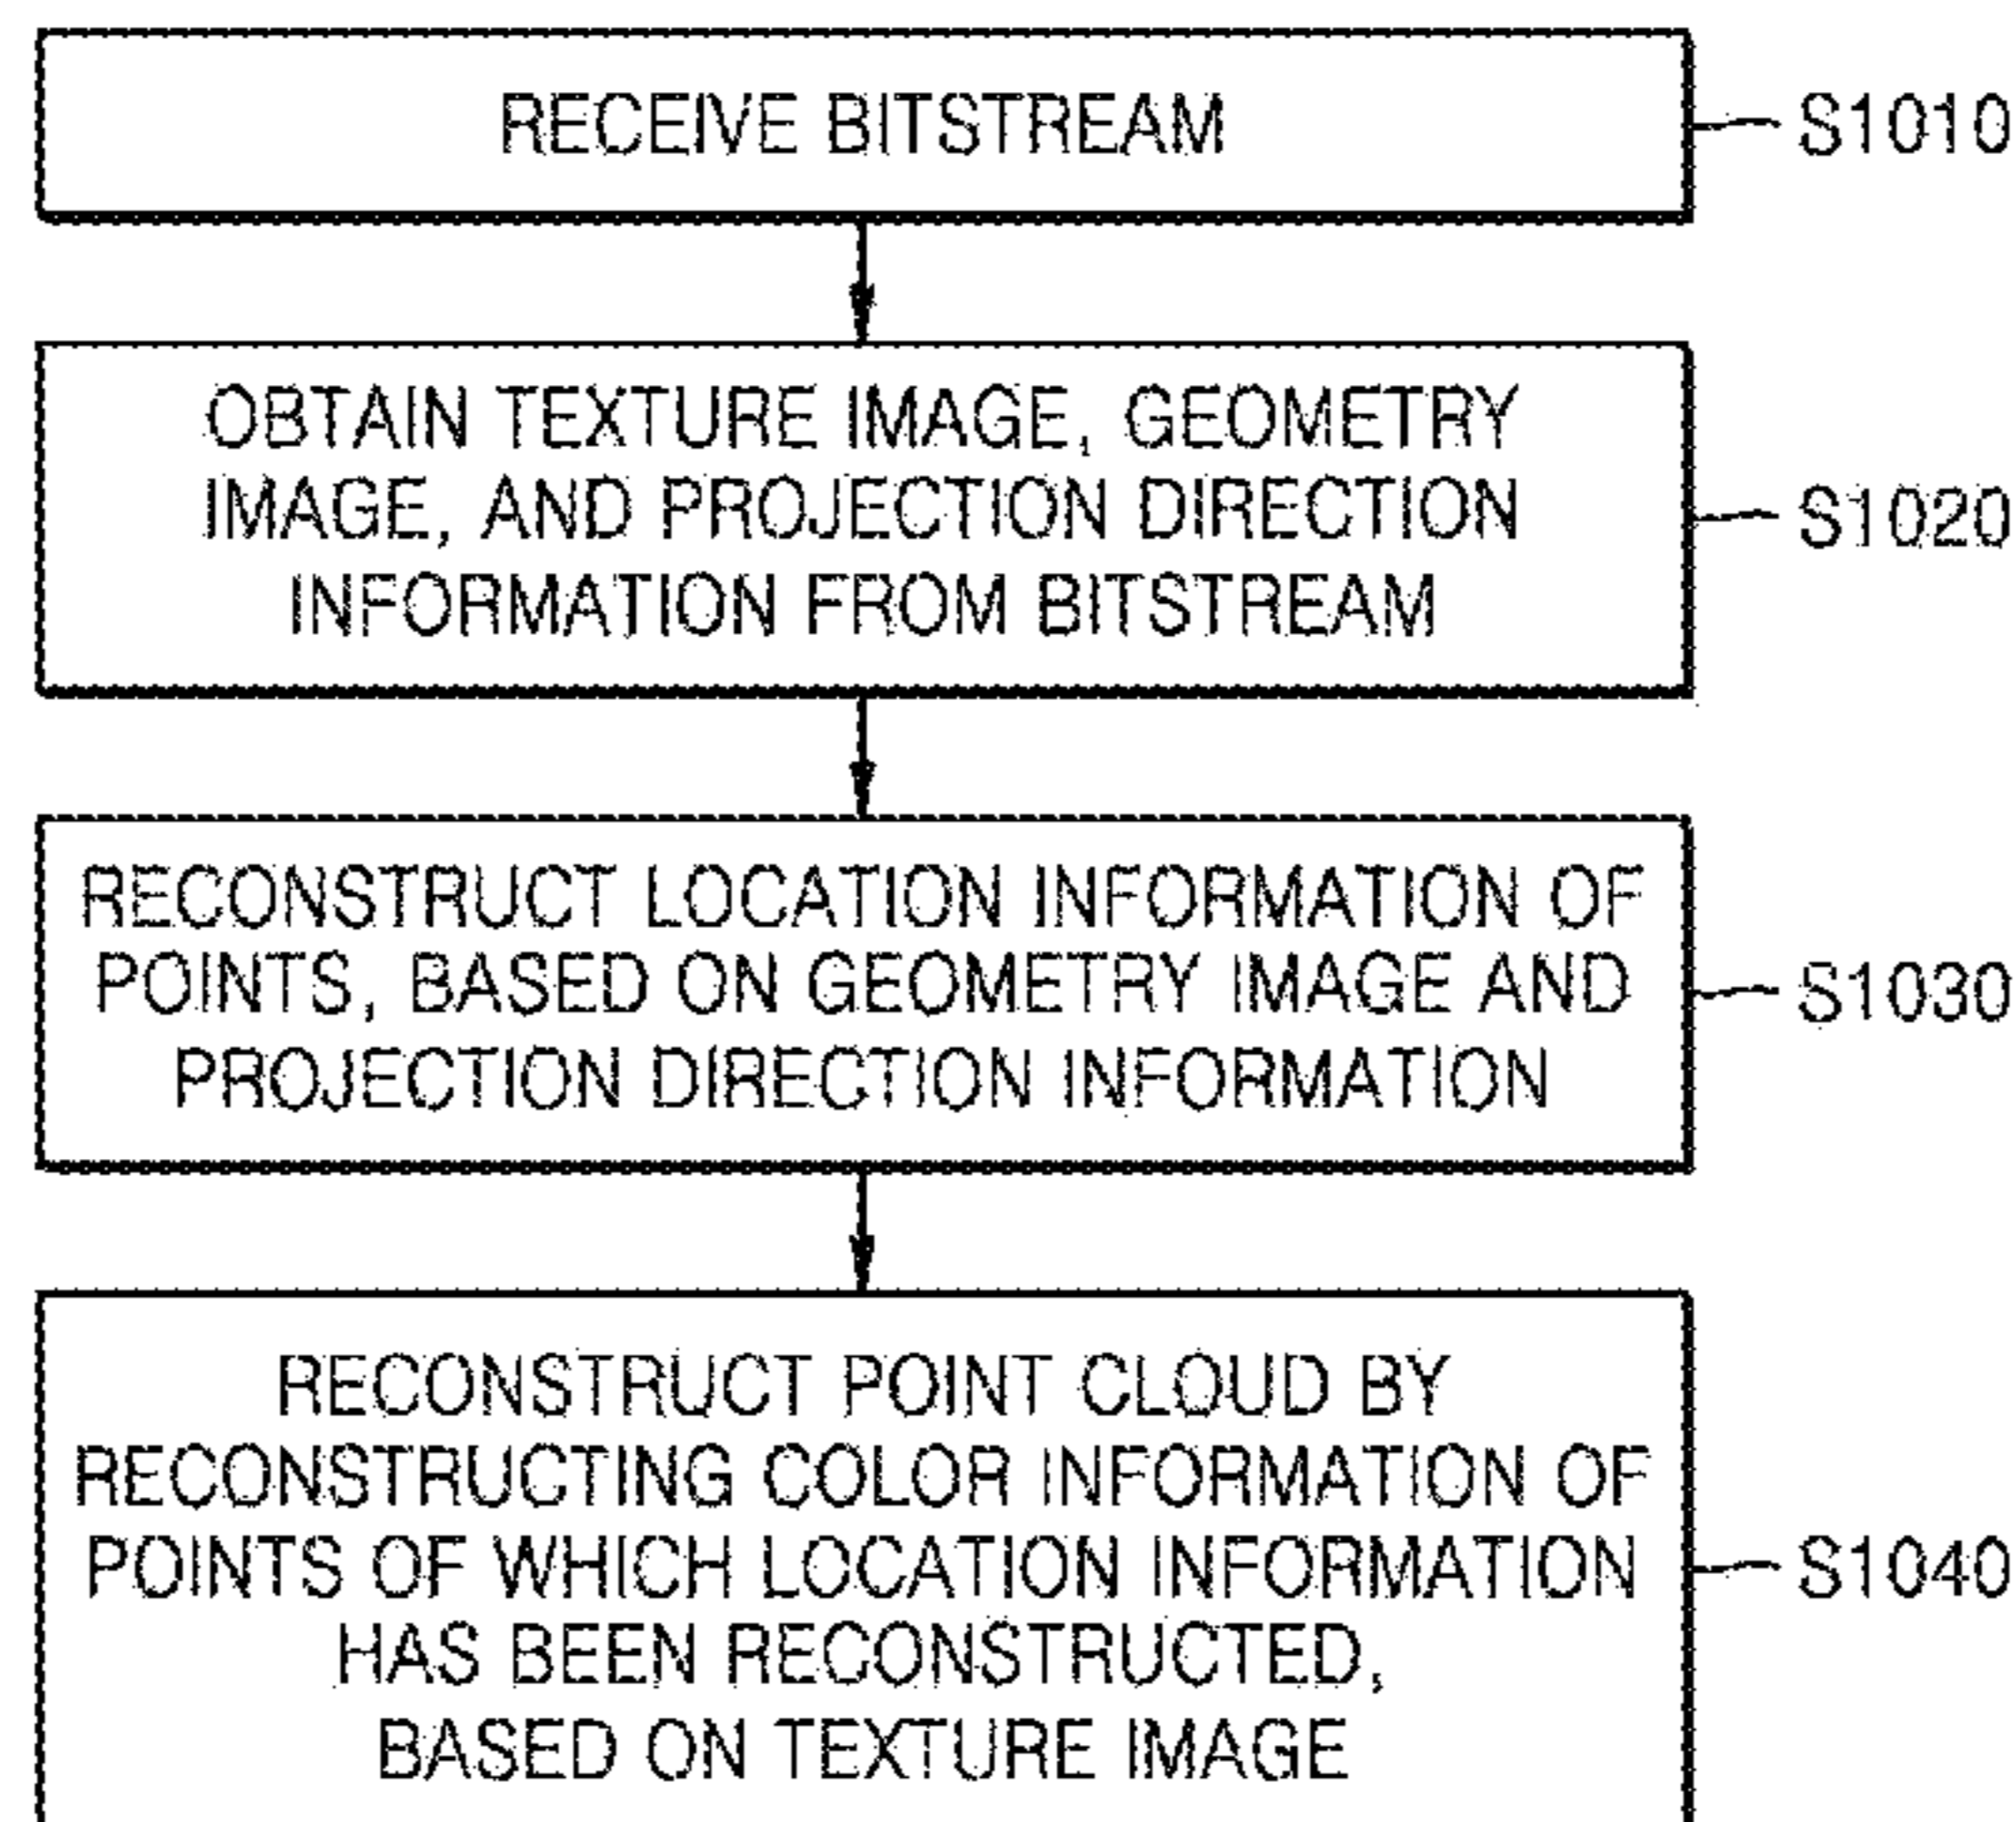 RECEIVE BITSTREAM
S1010
OBTAIN TEXTURE IMAGE, GEOMETRY
IMAGE, AND PROJECTION DIRECTION
INFORMATION FROM BITSTREAM
S1020
RECONSTRUCT LOCATION INFORMATION OF
POINTS, BASED ON GEOMETRY IMAGE AND
PROJECTION DIRECTION INFORMATION
S1030
RECONSTRUCT POINT CLOUD BY
RECONSTRUCTING COLOR INFORMATION OF
POINTS OF WHICH LOCATION INFORMATION
HAS BEEN RECONSTRUCTED,
BASED ON TEXTURE IMAGE
S1040